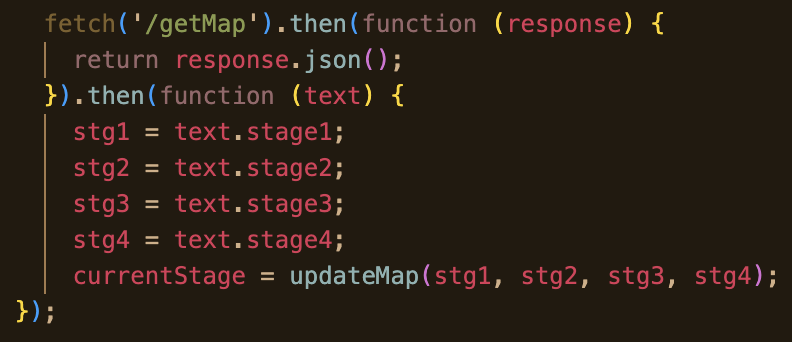 fetch('/getMap').then(function (response) {
return response.json();
}).then(function (text) {
stg1 = text.stage1;
stg2 = text.stage2;
stg3 = text.stage3;
stg4 = text.stage4;
currentStage = updateMap(stg1, stg2, stg3, stg4);
});